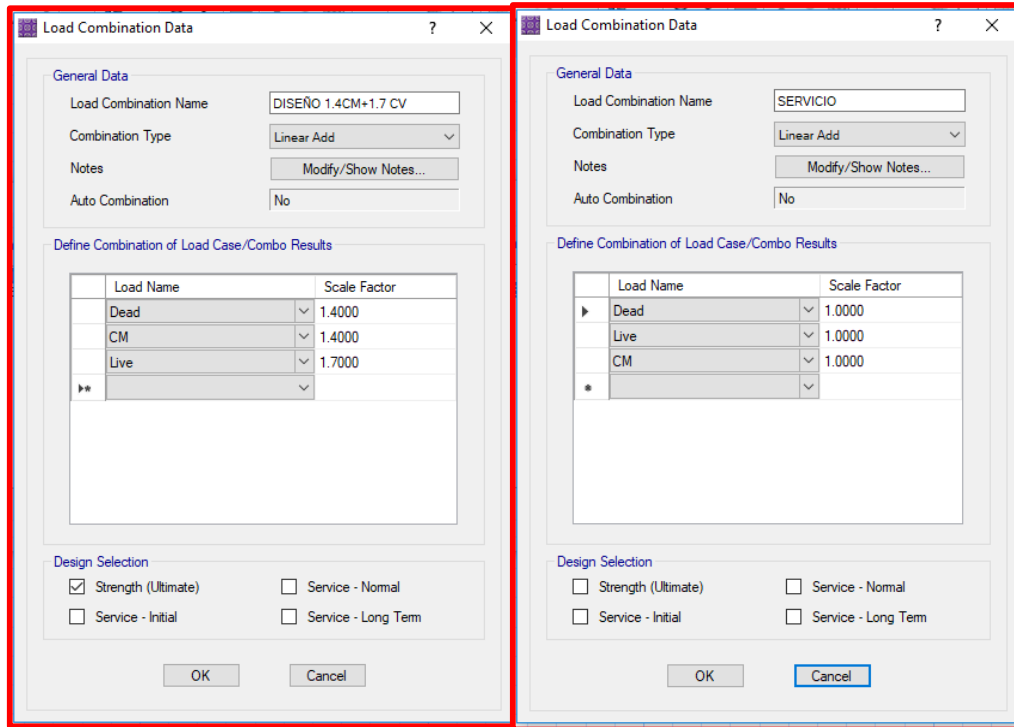 Load Combination Data ? ×
General Data
Load Combination Name DISEÑO 1.4CM+1.7 CV
Combination Type Linear Add
Notes Modify/Show Notes...
Auto Combination No
Define Combination of Load Case/Combo Results
Load Name Scale Factor
Dead 1.4000
CM 1.4000
Live 1.7000
Design Selection
Strength (Ultimate) Service - Normal
Service - Initial Service - Long Term
OK Cancel
Load Combination Data ? ×
General Data
Load Combination Name SERVICIO
Combination Type Linear Add
Notes Modify/Show Notes...
Auto Combination No
Define Combination of Load Case/Combo Results
Load Name Scale Factor
Dead 1.0000
Live 1.0000
CM 1.0000
Design Selection
Strength (Ultimate) Service - Normal
Service - Initial Service - Long Term
OK Cancel